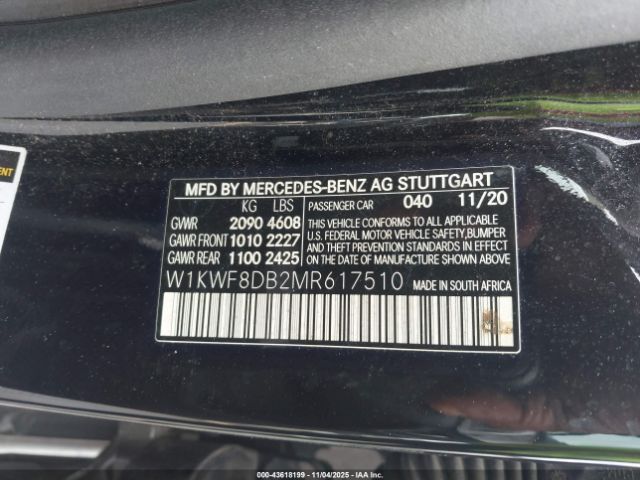 ENT
MFD BY MERCEDES-BENZ AG STUTTGART
KG LBS PASSENGER CAR 040 11/20
GVWR 2090 4608
GAWR FRONT 1010 2227
GAWR REAR 1100 2425
THIS VEHICLE CONFORMS TO ALL APPLICABLE
U.S. FEDERAL MOTOR VEHICLE SAFETY, BUMPER
AND THEFT PREVENTION STANDARDS IN EFFECT
ON THE DATE OF MANUFACTURE SHOWN ABOVE.
W1KWF8DB2MR617510 MADE IN SOUTH AFRICA
000-43618199 - 11/04/2025 - IAAI, Inc.